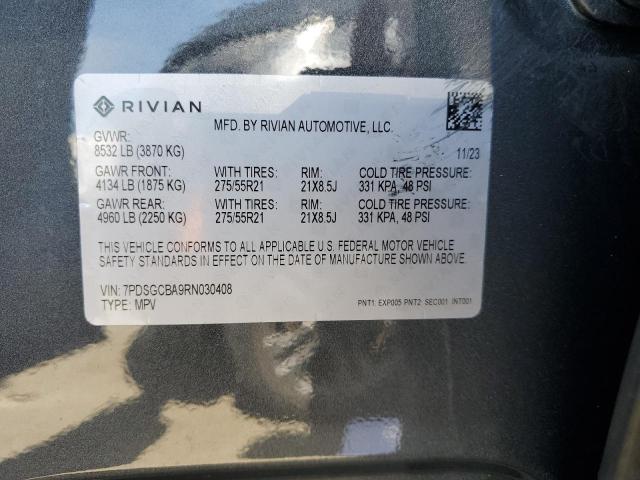 RIVIAN
MFD. BY RIVIAN AUTOMOTIVE, LLC.
GVWR:
8532 LB (3870 KG)
11/23
GAWR FRONT: WITH TIRES: RIM: COLD TIRE PRESSURE:
4134 LB (1875 KG) 275/55R21 21X8.5J 331 KPA, 48 PSI
GAWR REAR: WITH TIRES: RIM: COLD TIRE PRESSURE:
4960 LB (2250 KG) 275/55R21 21X8.5J 331 KPA, 48 PSI
THIS VEHICLE CONFORMS TO ALL APPLICABLE U.S. FEDERAL MOTOR VEHICLE
SAFETY, BUMPER, AND THEFT PREVENTION STANDARDS IN EFFECT ON THE
DATE OF MANUFACTURE SHOWN ABOVE.
VIN: 7PDSGCBA9RN030408
TYPE: MPV
PNT1: EXP005 PNT2: SEC001 INT001